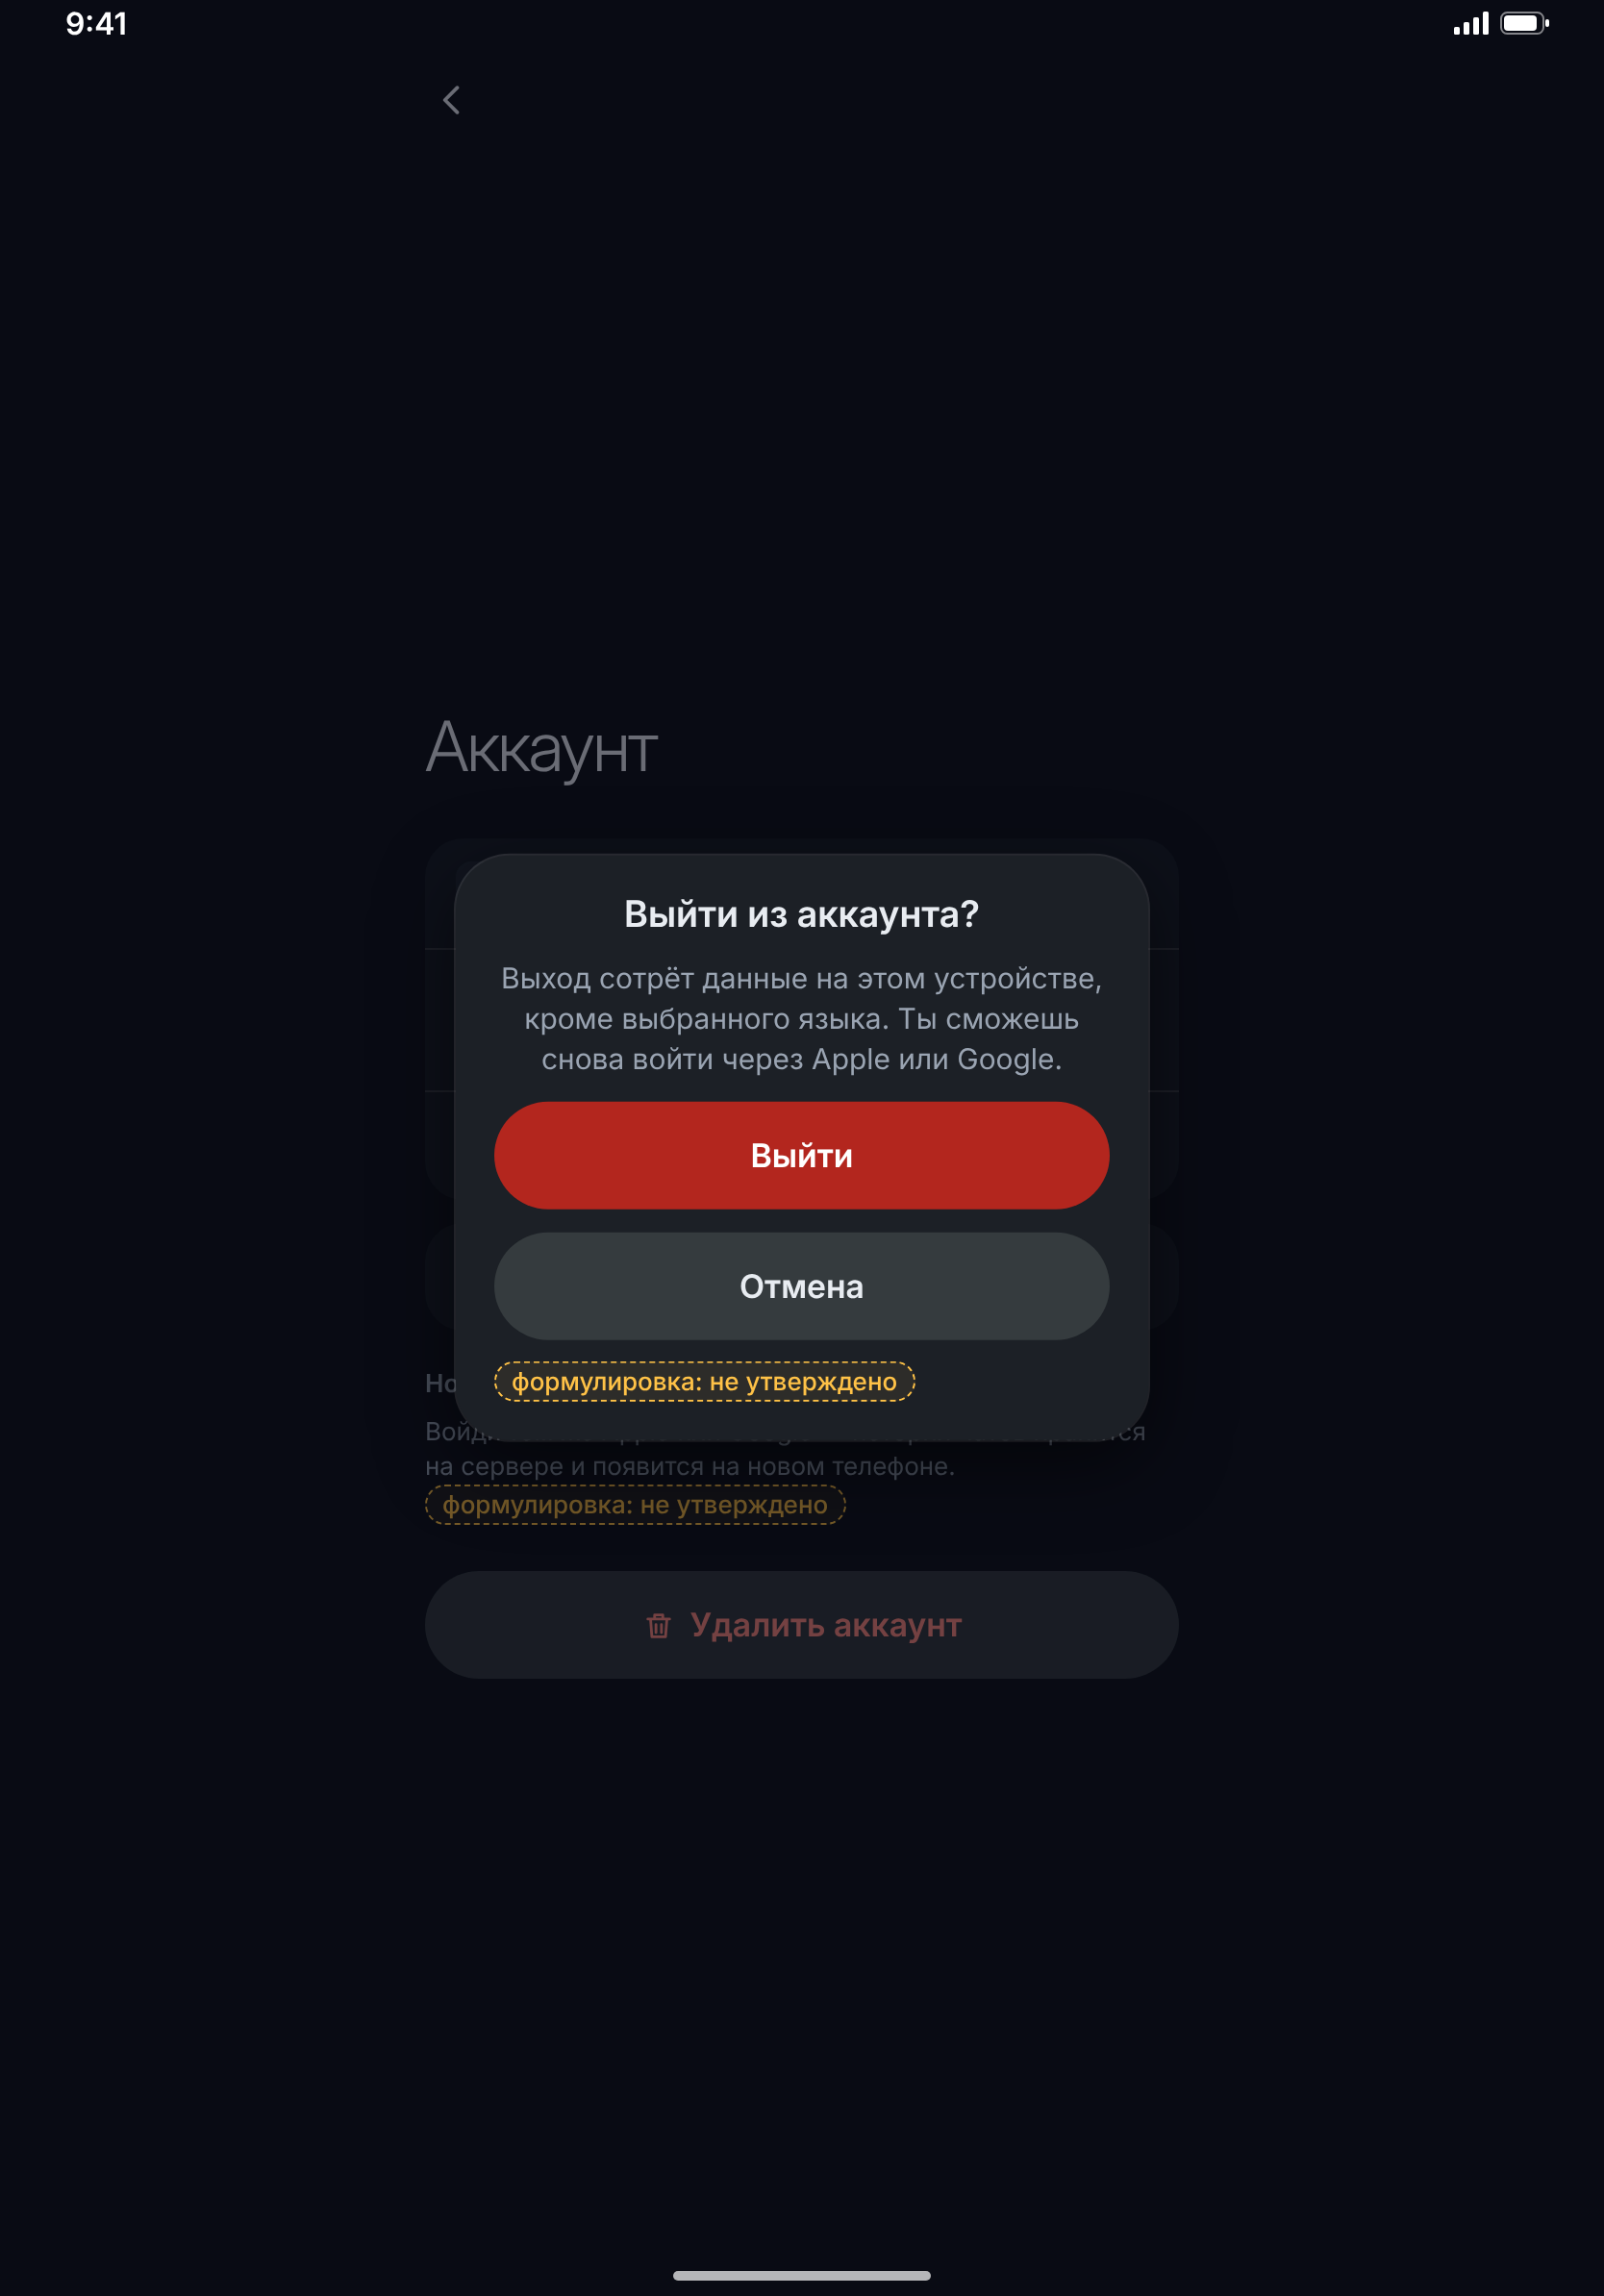 9:41
Аккаунт
Выйти из аккаунта?
Выход сотрёт данные на этом устройстве,
кроме выбранного языка. Ты сможешь
снова войти через Apple или Google.
Выйти
Отмена
формулировка: не утверждено
на сервере и появится на новом телефоне.
формулировка: не утверждено
Удалить аккаунт